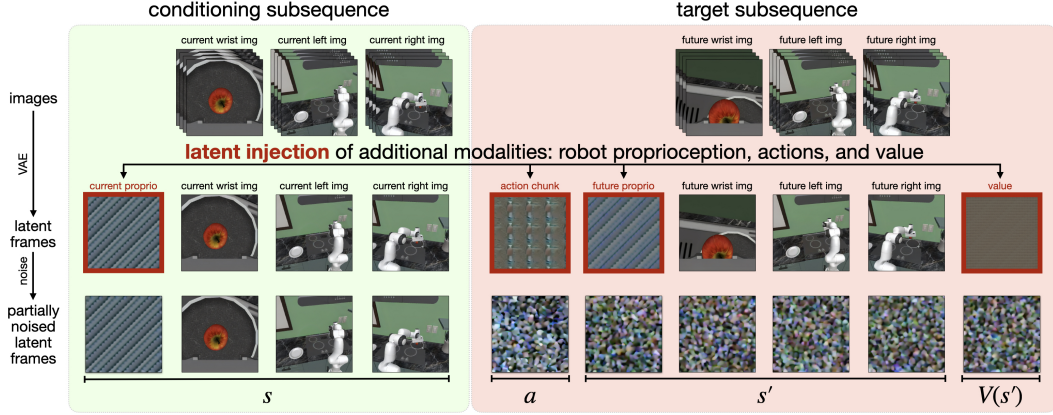 conditioning subsequence
target subsequence
current wrist img
current left img
current right img
future wrist img
future left img
future right img
images
VAE
latent injection of additional modalities: robot proprioception, actions, and value
current proprio
current wrist img
current left img
current right img
action chunk
future proprio
future wrist img
future left img
future right img
value
latent
frames
noise
partially
noised
latent
frames
s
a
s′
V(s′)